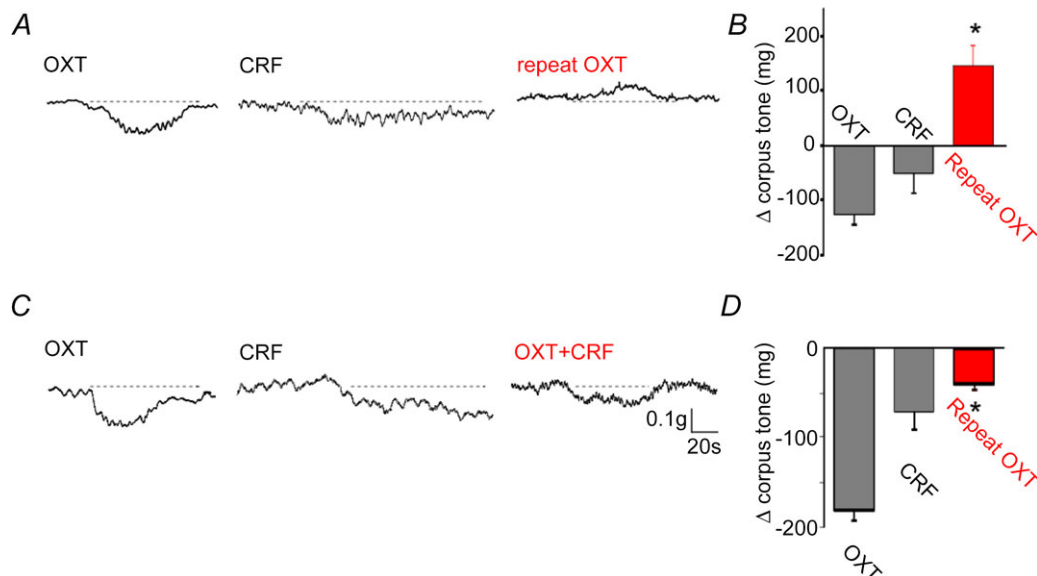 A
OXT
CRF
repeat OXT
B
Δ corpus tone (mg)
200
100
0
-100
-200
OXT
CRF
*
Repeat OXT
C
OXT
CRF
OXT+CRF
0.1g
20s
D
Δ corpus tone (mg)
0
-100
-200
OXT
CRF
Repeat OXT
*